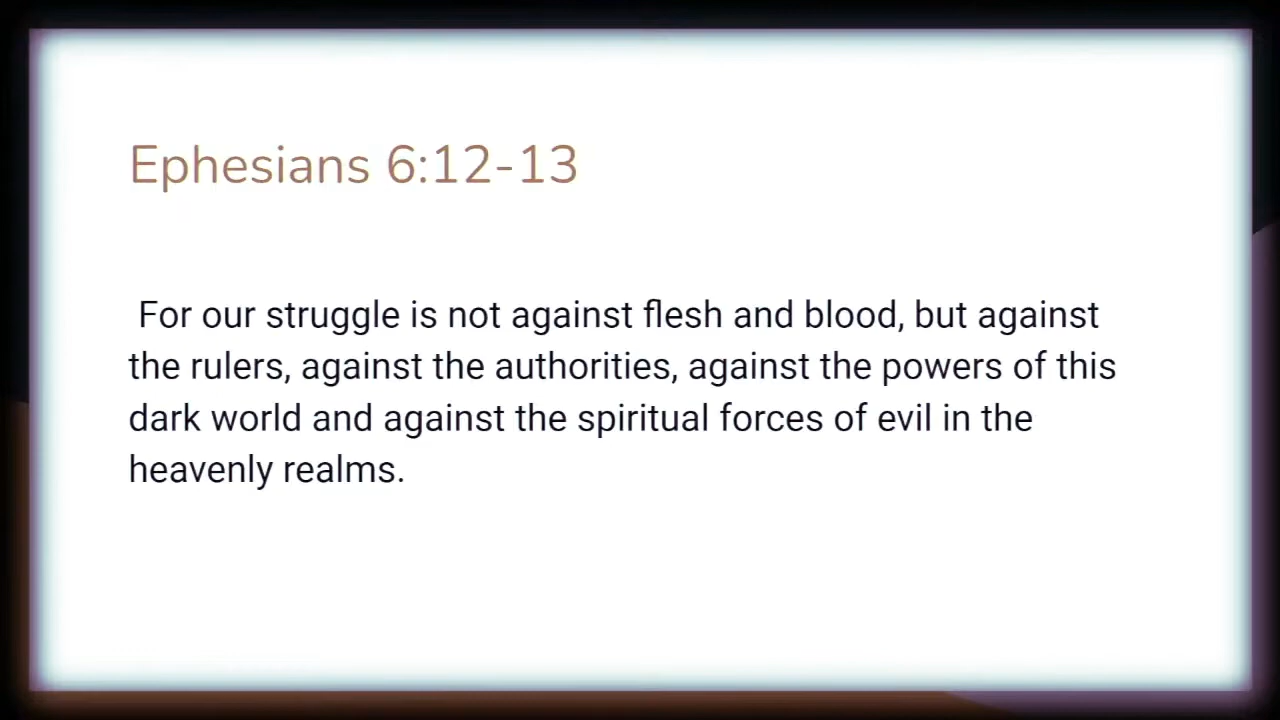 Ephesians 6:12-13
For our struggle is not against flesh and blood, but against
the rulers, against the authorities, against the powers of this
dark world and against the spiritual forces of evil in the
heavenly realms.